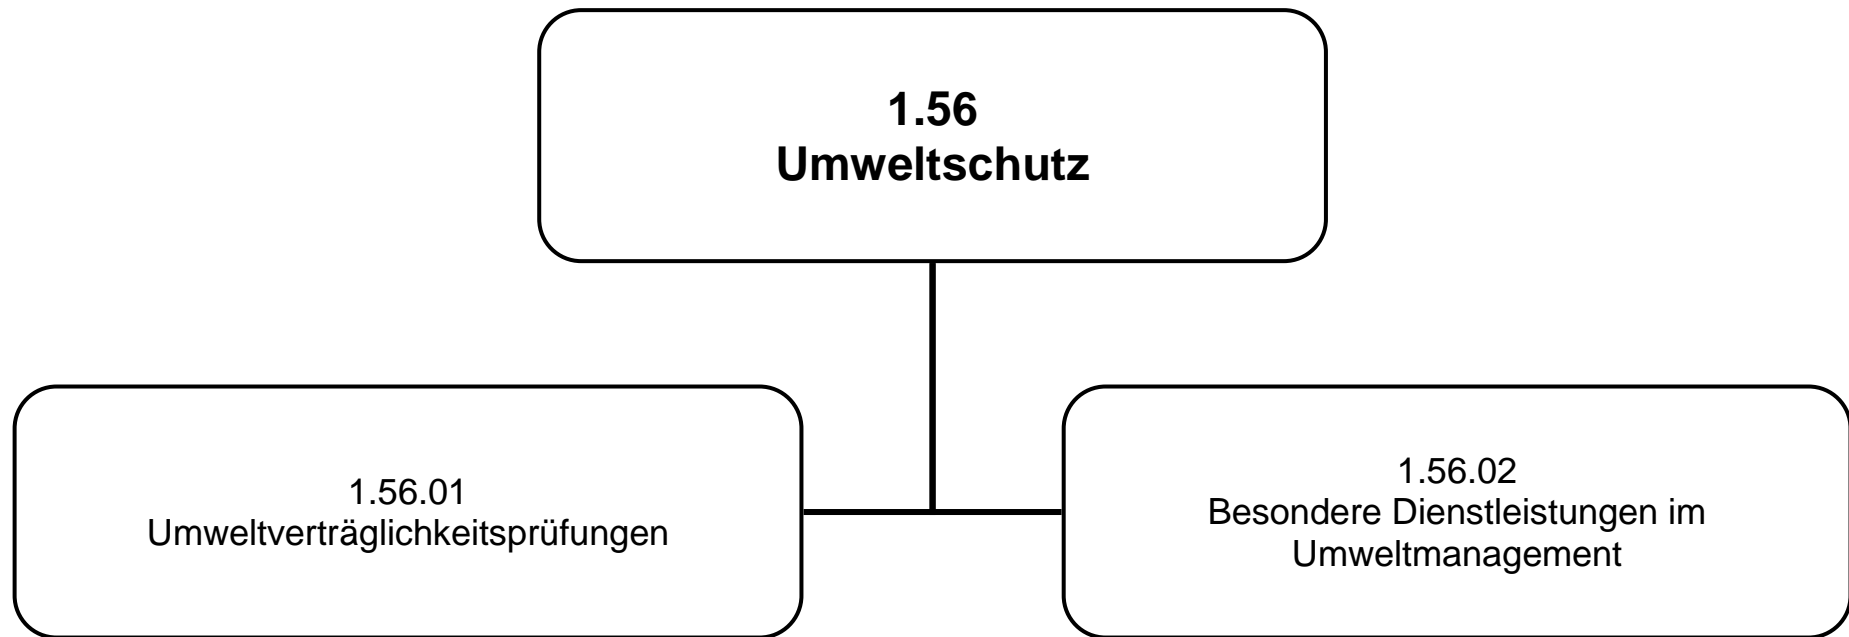 1.56
Umweltschutz
1.56.01
Umweltverträglichkeitsprüfungen
1.56.02
Besondere Dienstleistungen im
Umweltmanagement